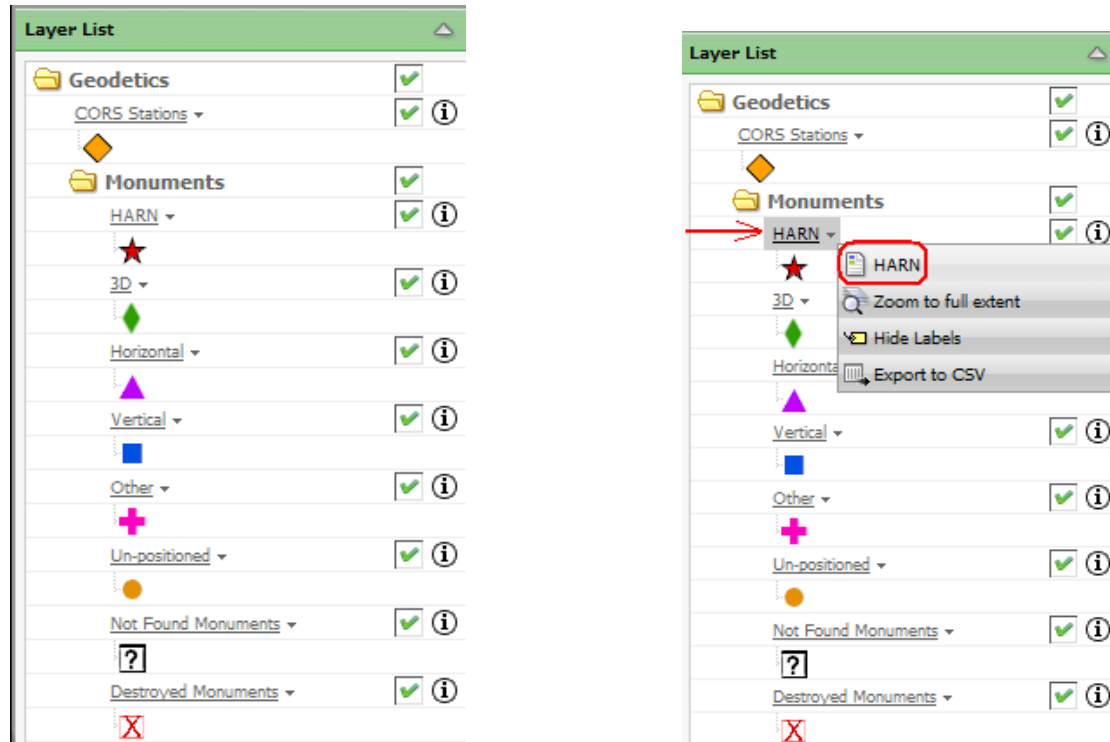 Layer List
Geodetics
CORS Stations
Monuments
HARN
3D
Horizontal
Vertical
Other
Un-positioned
Not Found Monuments
?
Destroyed Monuments
X
Layer List
Geodetics
CORS Stations
Monuments
HARN
HARN
3D
Zoom to full extent
Hide Labels
Horizonta
Export to CSV
Vertical
Other
Un-positioned
Not Found Monuments
?
Destroyed Monuments
X